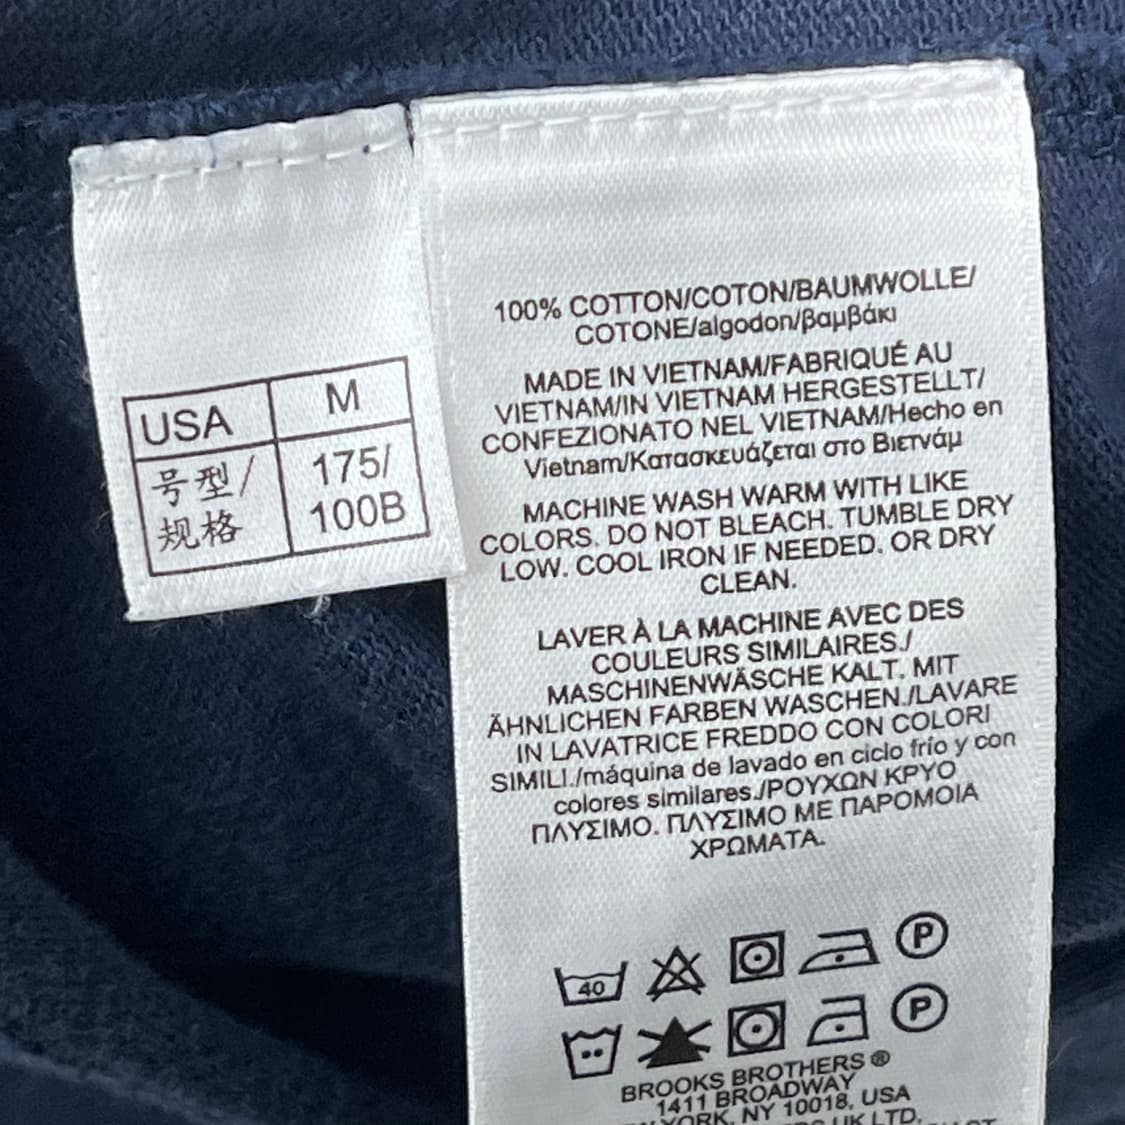 USA M
号型/ 175/
规格 100B
100% COTTON/COTON/BAUMWOLLE/
COTONE/algodon/βαμβάκι
MADE IN VIETNAM/FABRIQUÉ AU
VIETNAM/IN VIETNAM HERGESTELLT/
CONFEZIONATO NEL VIETNAM/Hecho en
Vietnam/Κατασκευάζεται στο Βιετνάμ
MACHINE WASH WARM WITH LIKE
COLORS. DO NOT BLEACH. TUMBLE DRY
LOW. COOL IRON IF NEEDED. OR DRY
CLEAN.
LAVER À LA MACHINE AVEC DES
COULEURS SIMILAIRES./
MASCHINENWÄSCHE KALT. MIT
ÄHNLICHEN FARBEN WASCHEN./LAVARE
IN LAVATRICE FREDDO CON COLORI
SIMILI./máquina de lavado en ciclo frío y con
colores similares./ΡΟΥΧΩΝ ΚΡΥΟ
ΠΛΥΣΙΜΟ. ΠΛΥΣΙΜΟ ΜΕ ΠΑΡΟΜΟΙΑ
ΧΡΩΜΑΤΑ.
40 P
P
BROOKS BROTHERS ®
1411 BROADWAY
YORK, NY 10018, USA
UK LTD.